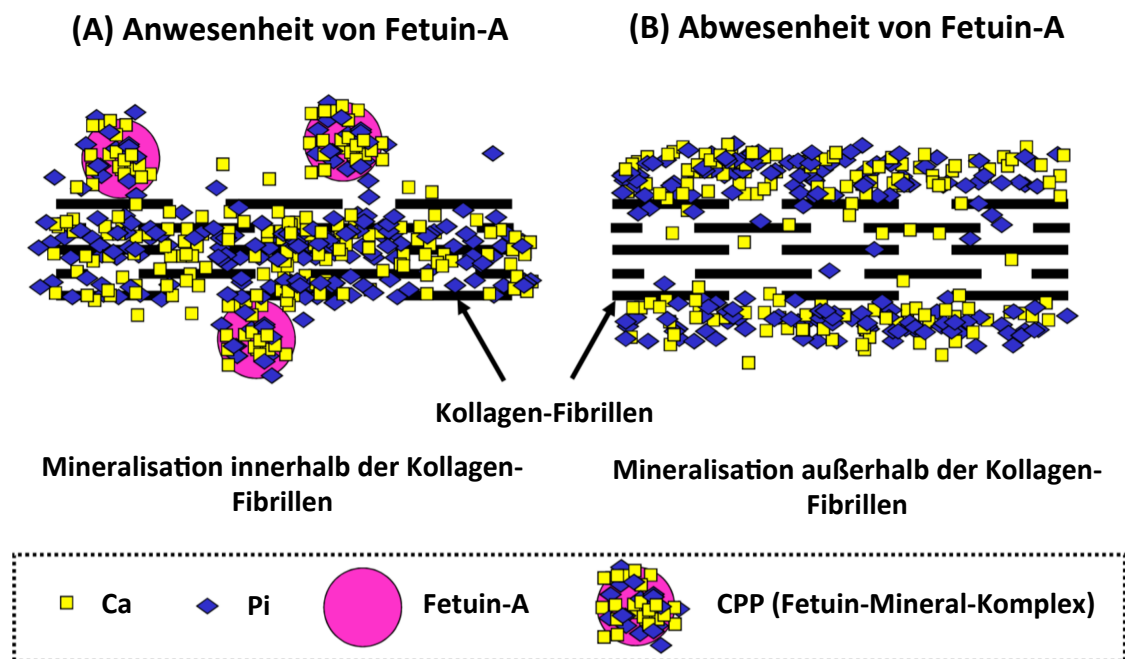 (A) Anwesenheit von Fetuin-A
(B) Abwesenheit von Fetuin-A
Kollagen-Fibrillen
Mineralisation innerhalb der Kollagen-
Fibrillen
Mineralisation außerhalb der Kollagen-
Fibrillen
Ca
Pi
Fetuin-A
CPP (Fetuin-Mineral-Komplex)